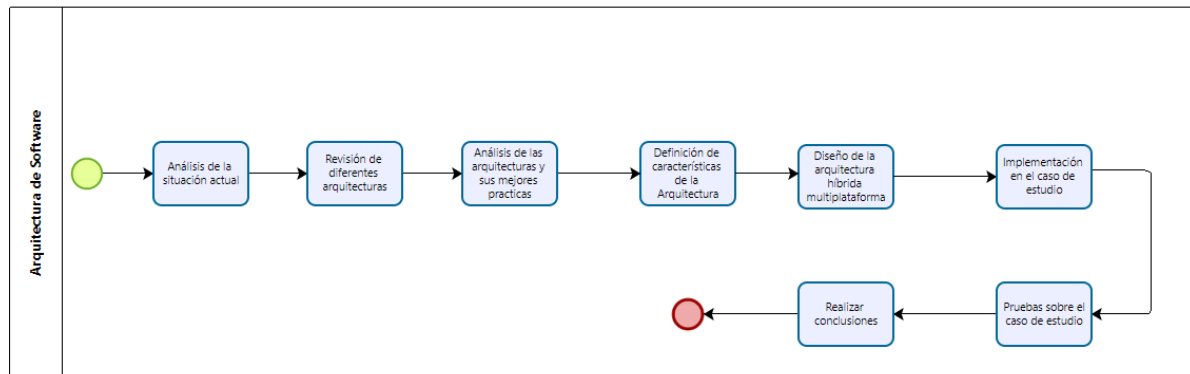 Arquitectura de Software
Análisis de la
situación actual
Revisión de
diferentes
arquitecturas
Análisis de las
arquitecturas y
sus mejores
practicas
Definición de
características
de la
Arquitectura
Diseño de la
arquitectura
híbrida
multiplataforma
Implementación
en el caso de
estudio
Pruebas sobre el
caso de estudio
Realizar
conclusiones